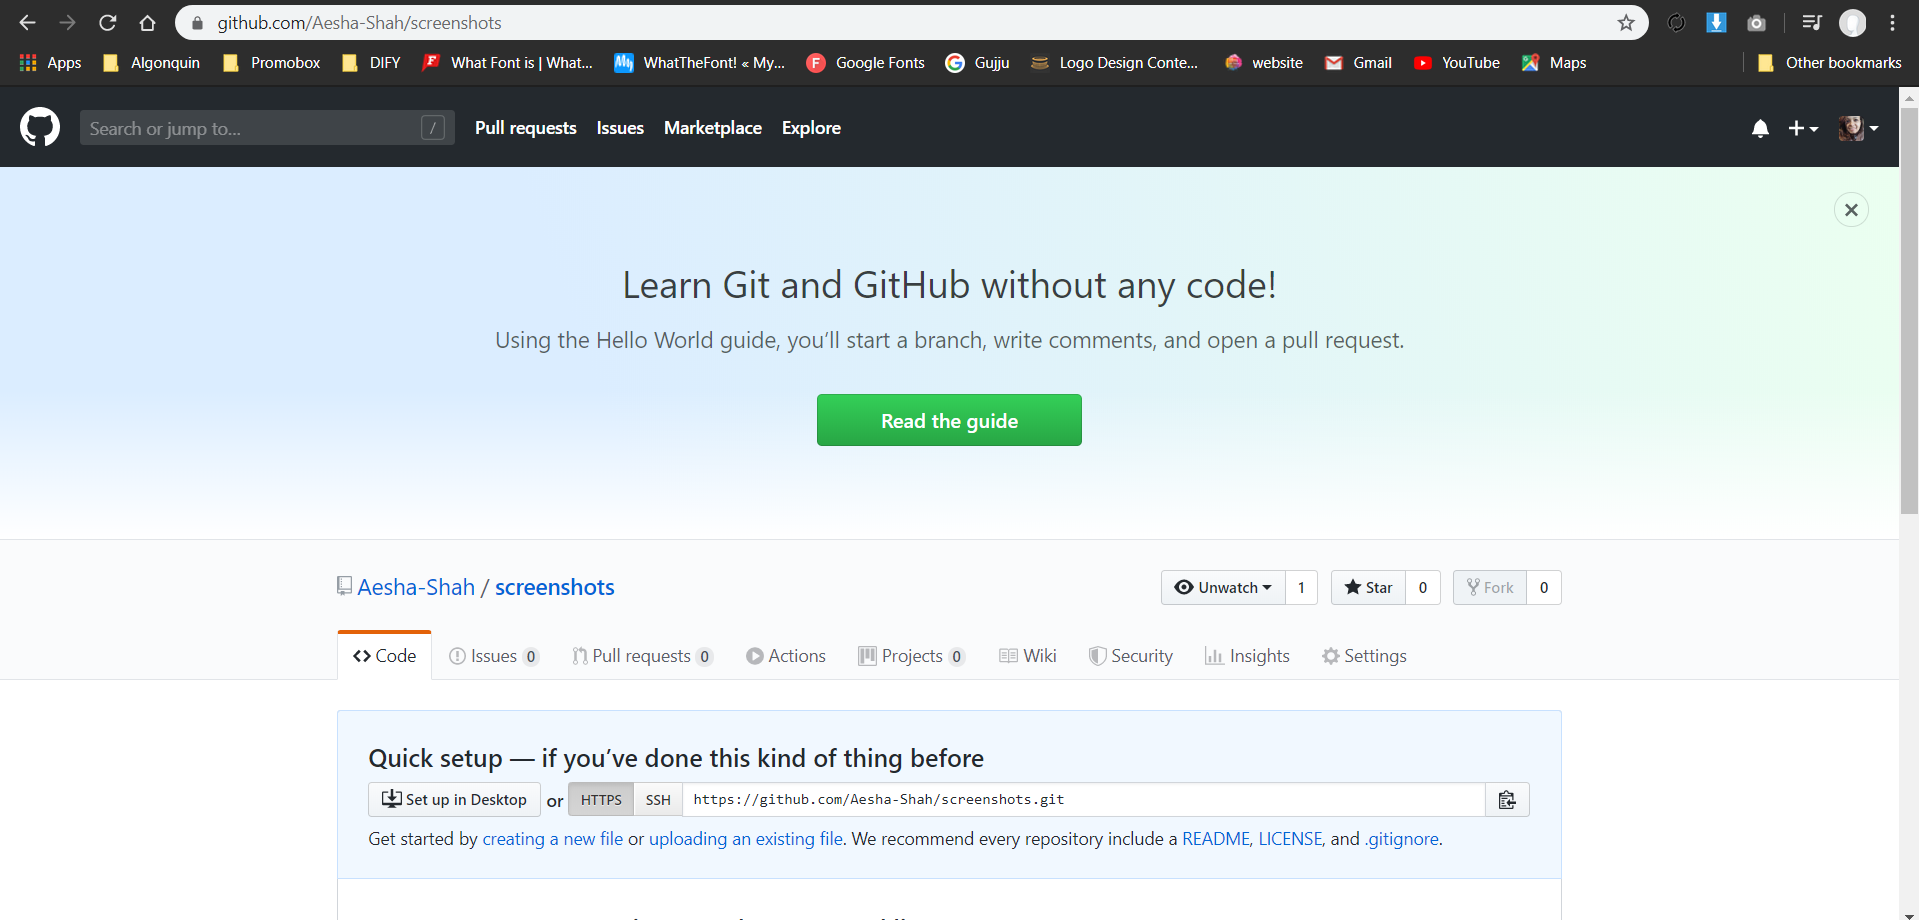 github.com/Aesha-Shah/screenshots
Apps Algonquin Promobox DIFY What Font is | What... WhatTheFont! « My... Google Fonts Gujju Logo Design Conte... website Gmail YouTube Maps Other bookmarks
Search or jump to... / Pull requests Issues Marketplace Explore
Learn Git and GitHub without any code!
Using the Hello World guide, you’ll start a branch, write comments, and open a pull request.
Read the guide
Aesha-Shah / screenshots Unwatch 1 Star 0 Fork 0
Code Issues 0 Pull requests 0 Actions Projects 0 Wiki Security Insights Settings
Quick setup — if you’ve done this kind of thing before
Set up in Desktop or HTTPS SSH https://github.com/Aesha-Shah/screenshots.git
Get started by creating a new file or uploading an existing file. We recommend every repository include a README, LICENSE, and .gitignore.